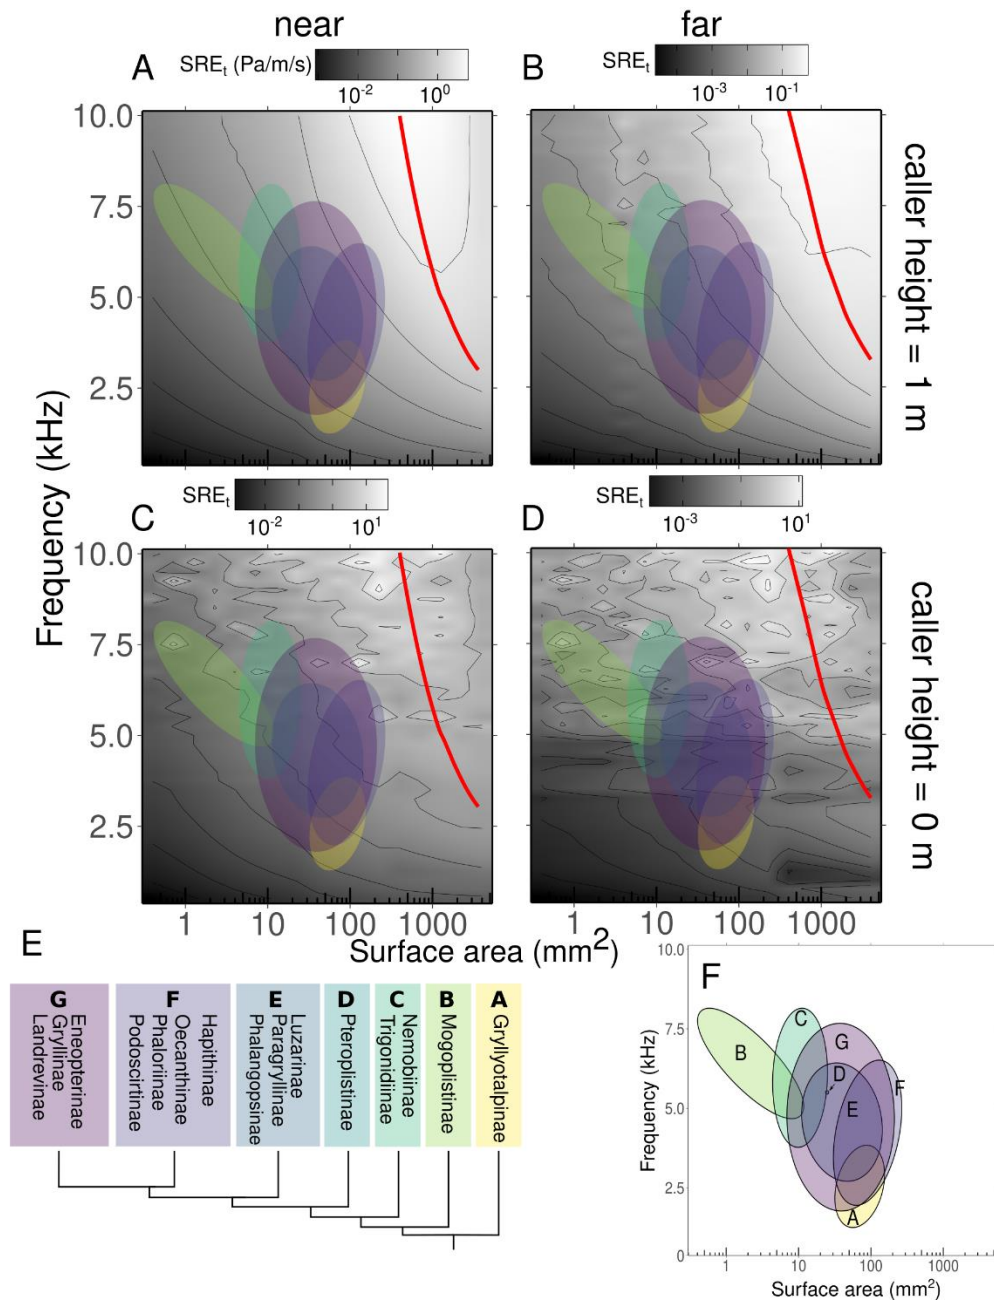 near
far
A
SREt (Pa/m/s)
10-2
100
B
SREt
10-3
10-1
10.0
7.5
5.0
2.5
caller height = 1 m
Frequency (kHz)
C
SREt
10-2
101
D
SREt
10-3
101
10.0
7.5
5.0
2.5
caller height = 0 m
1
10
100
1000
1
10
100
1000
Surface area (mm2)
E
G
Eneopterinae
Gryllinae
Landrevinae
F
Hapithinae
Oecanthinae
Phaloriinae
Podoscirtinae
E
Luzarinae
Paragryllinae
Phalangopsinae
D
Pteroplistinae
C
Nemobiinae
Trigonidiinae
B
Mogoplistinae
A
Gryllyotalpinae
F
10.0
7.5
5.0
2.5
0
Frequency (kHz)
B
C
G
D
E
F
A
1
10
100
1000
Surface area (mm2)